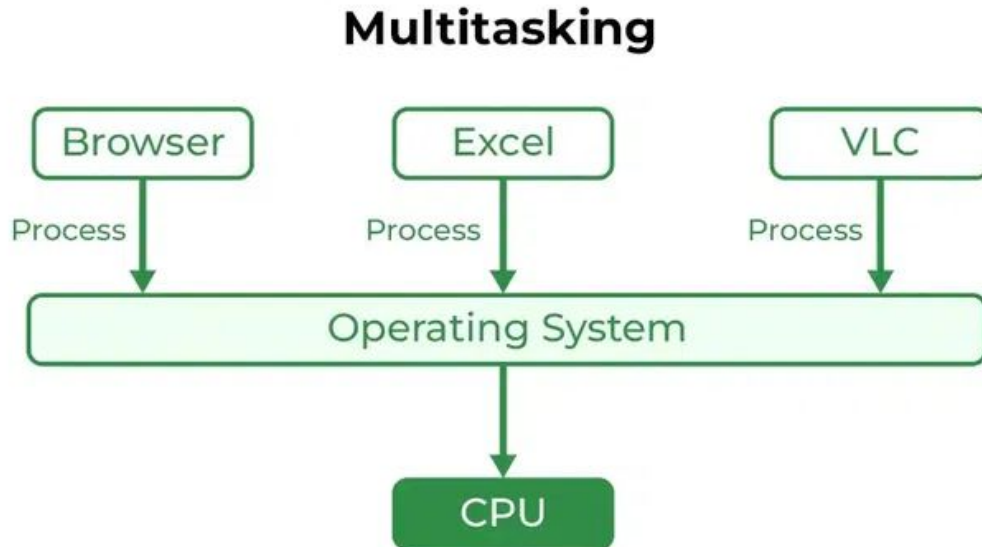 Multitasking
Browser
Excel
VLC
Process
Process
Process
Operating System
CPU